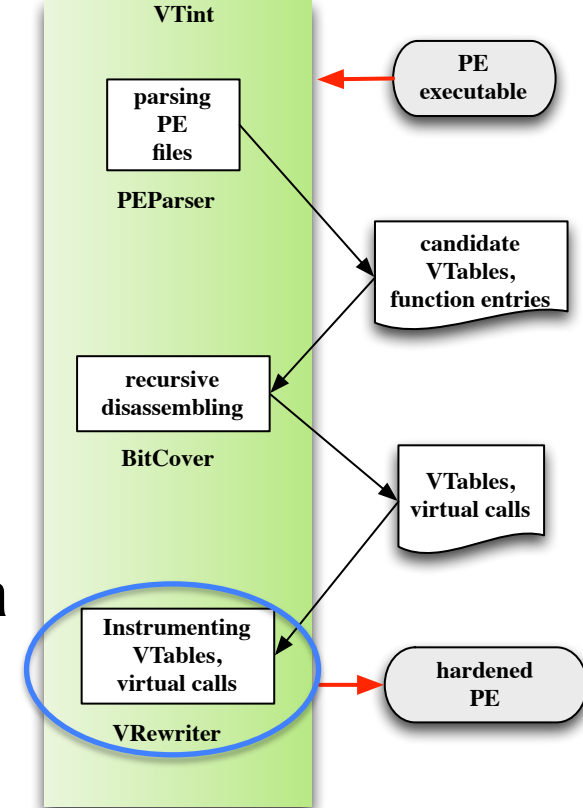 VTint
PE
executable
parsing
PE
files
PEParser
candidate
VTables,
function entries
recursive
disassembling
BitCover
VTables,
virtual calls
Instrumenting
VTables,
virtual calls
VRewriter
hardened
PE